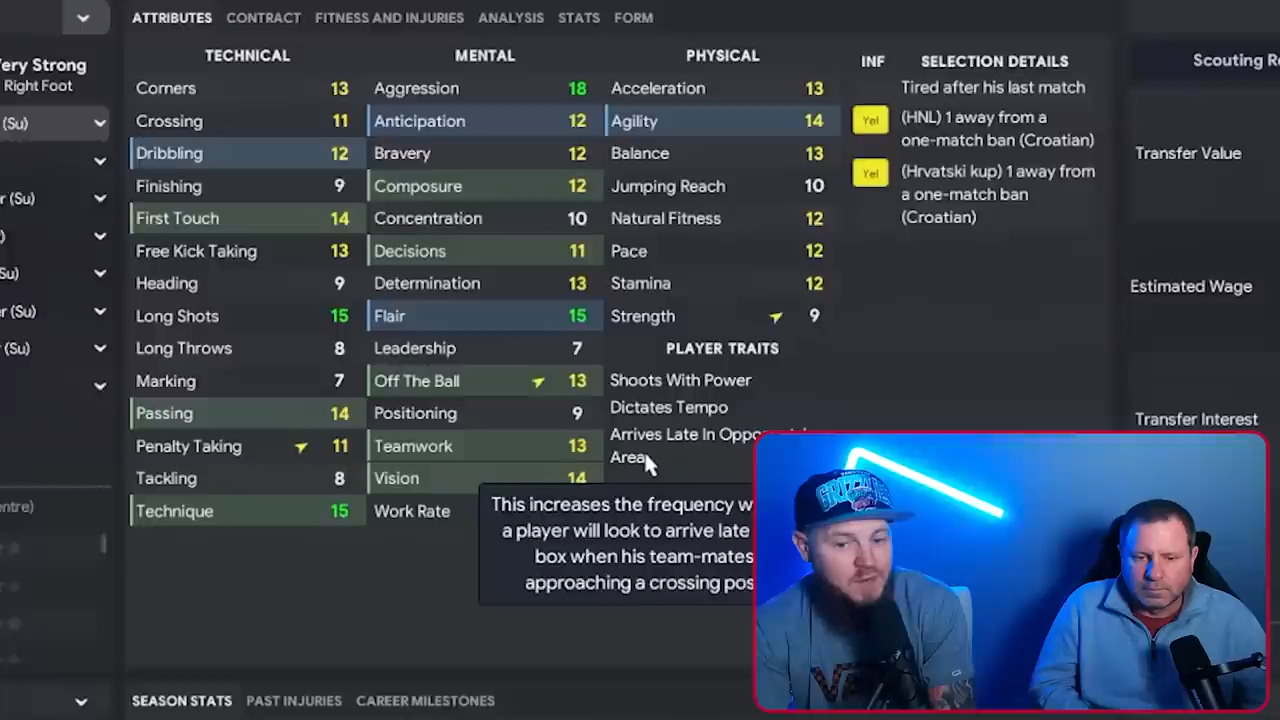 ATTRIBUTES CONTRACT FITNESS AND INJURIES ANALYSIS STATS FORM
ery Strong
Right Foot
(Su)
r (Su)
)
Su)
r (Su)
(Su)
entre)
TECHNICAL
Corners 13
Crossing 11
Dribbling 12
Finishing 9
First Touch 14
Free Kick Taking 13
Heading 9
Long Shots 15
Long Throws 8
Marking 7
Passing 14
Penalty Taking 11
Tackling 8
Technique 15
MENTAL
Aggression 18
Anticipation 12
Bravery 12
Composure 12
Concentration 10
Decisions 11
Determination 13
Flair 15
Leadership 7
Off The Ball 13
Positioning 9
Teamwork 13
Vision 14
Work Rate
PHYSICAL
Acceleration 13
Agility 14
Balance 13
Jumping Reach 10
Natural Fitness 12
Pace 12
Stamina 12
Strength 9
PLAYER TRAITS
Shoots With Power
Dictates Tempo
Arrives Late In Oppo
Area
This increases the frequency w
a player will look to arrive late
box when his team-mates
approaching a crossing pos
INF SELECTION DETAILS
Tired after his last match
Yel (HNL) 1 away from a
one-match ban (Croatian)
Yel (Hrvatski kup) 1 away from
a one-match ban
(Croatian)
Scouting Re
Transfer Value
Estimated Wage
Transfer Interest
GRIZZ
SEASON STATS PAST INJURIES CAREER MILESTONES